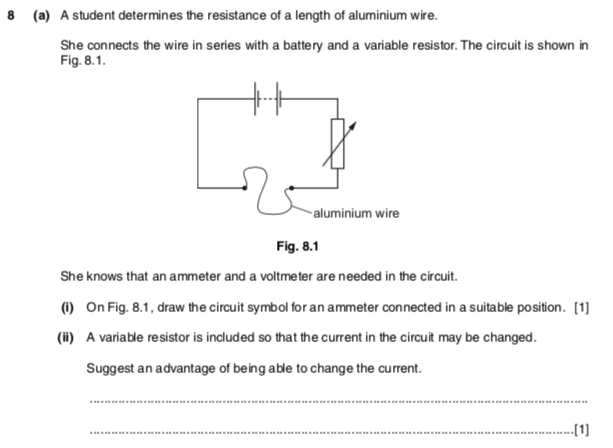 8 (a) A student determines the resistance of a length of aluminium wire.
She connects the wire in series with a battery and a variable resistor. The circuit is shown in
Fig. 8.1.
aluminium wire
Fig. 8.1
She knows that an ammeter and a voltmeter are needed in the circuit.
(i) On Fig. 8.1, draw the circuit symbol for an ammeter connected in a suitable position. [1]
(ii) A variable resistor is included so that the current in the circuit may be changed.
Suggest an advantage of being able to change the current.
[1]